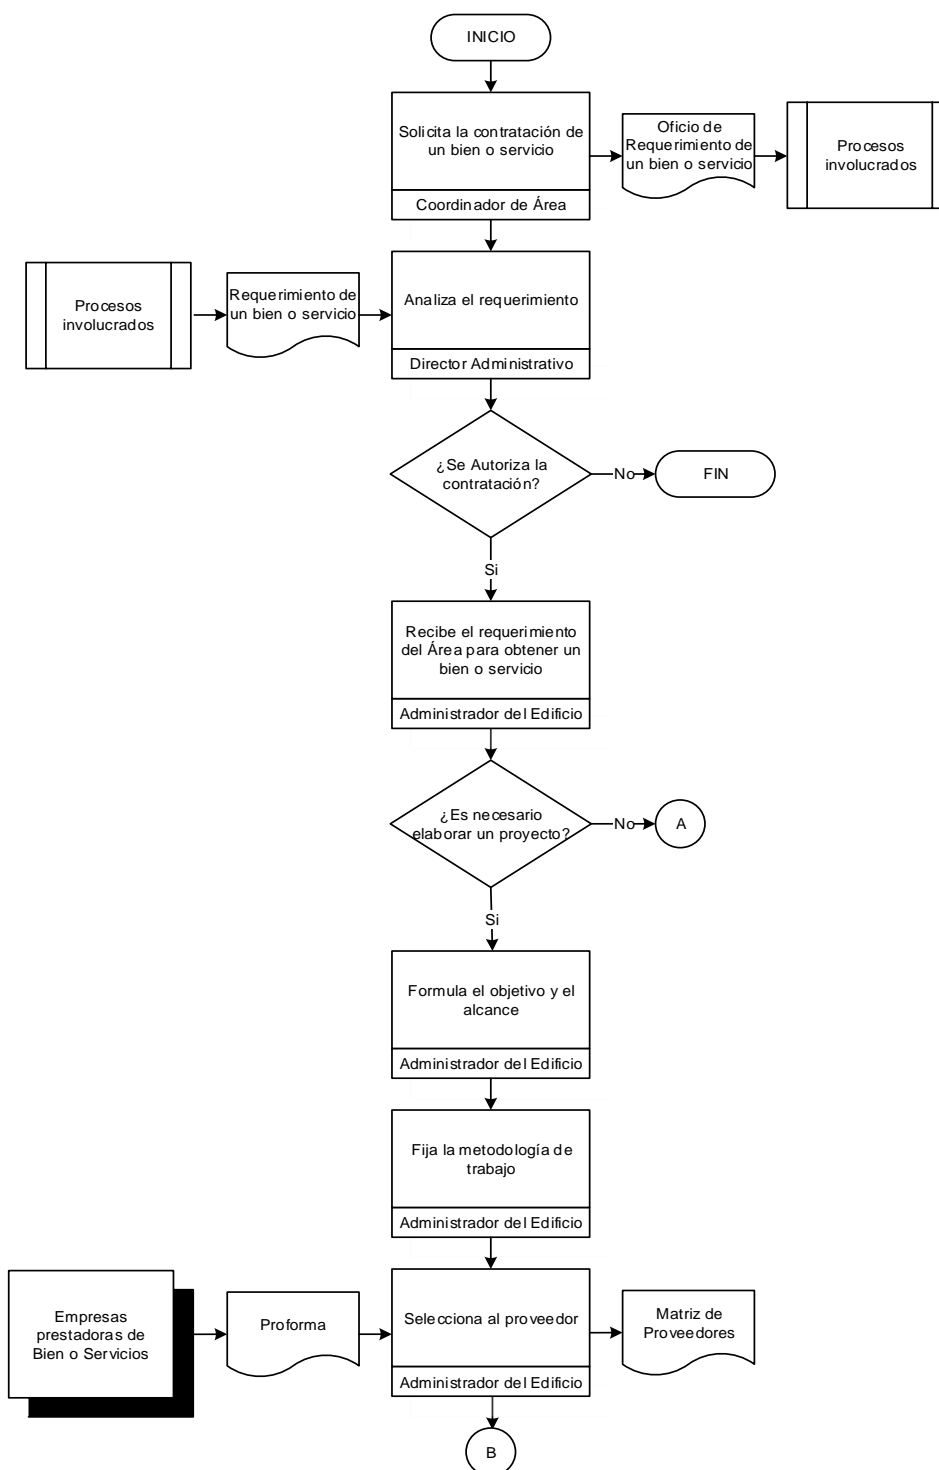 INICIO
Solicita la contratación de
un bien o servicio
Coordinador de Área
Oficio de
Requerimiento de
un bien o servicio
Procesos
involucrados
Procesos
involucrados
Requerimiento de
un bien o servicio
Analiza el requerimiento
Director Administrativo
¿Se Autoriza la
contratación?
No
FIN
Si
Recibe el requerimiento
del Área para obtener un
bien o servicio
Administrador del Edificio
¿Es necesario
elaborar un proyecto?
No
A
Si
Formula el objetivo y el
alcance
Administrador del Edificio
Fija la metodología de
trabajo
Administrador del Edificio
Empresas
prestadoras de
Bien o Servicios
Proforma
Selecciona al proveedor
Administrador del Edificio
Matriz de
Proveedores
B